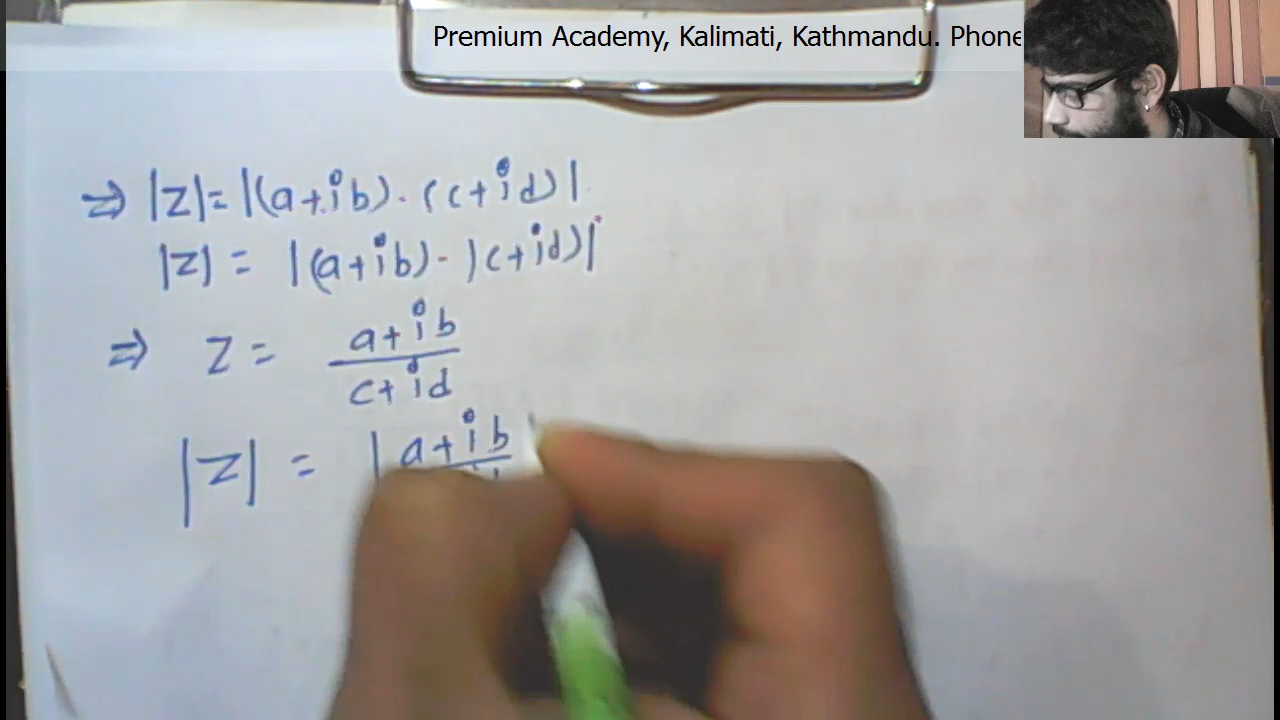 Premium Academy, Kalimati, Kathmandu. Phone
⇒ |z|= |(a+ib).(c+id)|
|z| = |(a+ib).|c+id)|
⇒ z = a+ib
c+id
|z| = |a+ib